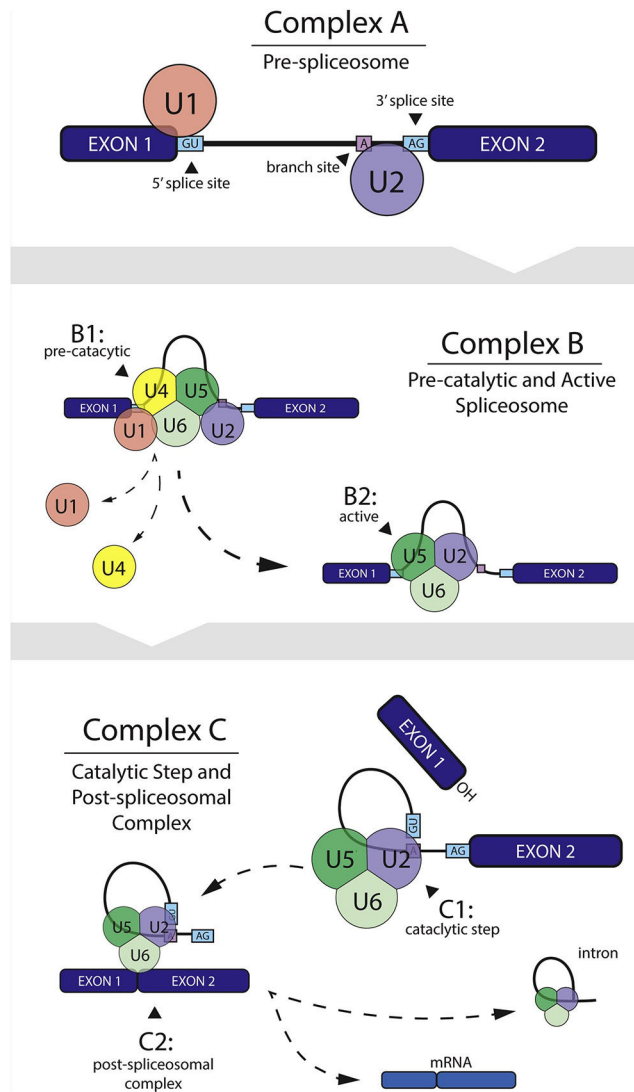 Complex A
Pre-spliceosome
U1
3' splice site
EXON 1
GU
A
AG
EXON 2
5' splice site
branch site
U2
B1:
pre-catacytic
Complex B
Pre-catalytic and Active
Spliceosome
U4
U5
EXON 1
U1
U6
U2
EXON 2
U1
U4
B2:
active
U5
U2
EXON 1
EXON 2
U6
Complex C
Catalytic Step and
Post-spliceosomal
Complex
EXON 1
OH
GU
U5
U2
A
AG
EXON 2
U6
C1:
cataclytic step
GU
U5
U2
A
AG
U6
EXON 1
EXON 2
intron
C2:
post-spliceosomal
complex
mRNA